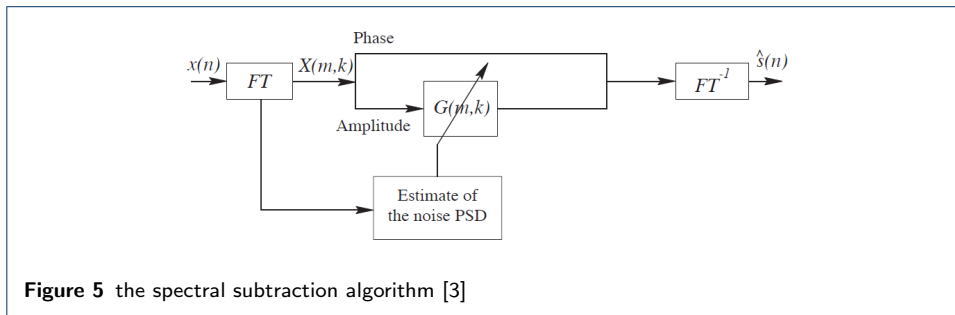 Phase
x(n)
FT
X(m,k)
G(m,k)
ŝ(n)
FT⁻¹
Amplitude
Estimate of
the noise PSD
Figure 5 the spectral subtraction algorithm [3]